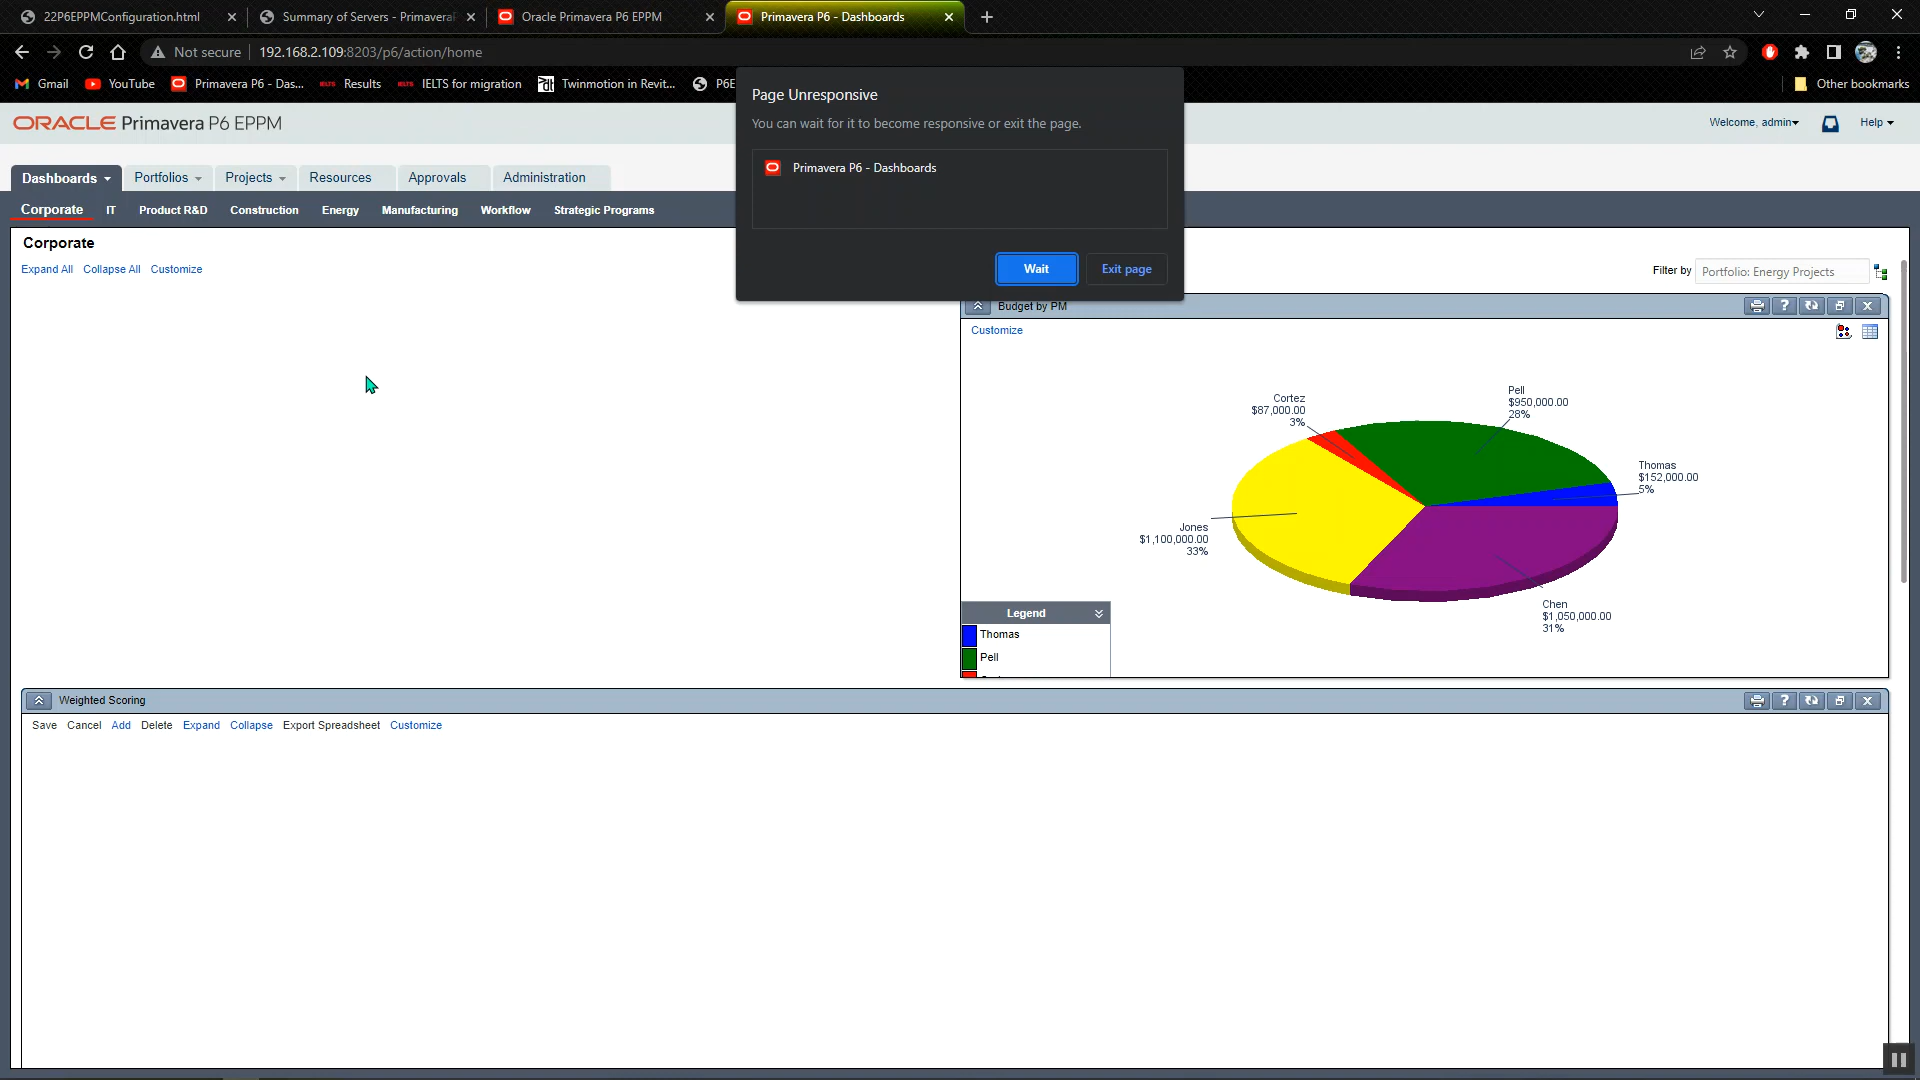 22P6EPPMConfiguration.html
Summary of Servers - Primavera
Oracle Primavera P6 EPPM
Primavera P6 - Dashboards
Not secure
192.168.2.109:8203/p6/action/home
Gmail
YouTube
Primavera P6 - Das...
Results
IELTS for migration
Twinmotion in Revit...
P6E
Other bookmarks
Page Unresponsive
You can wait for it to become responsive or exit the page.
Primavera P6 - Dashboards
Wait
Exit page
ORACLE Primavera P6 EPPM
Welcome, admin
Help
Dashboards
Portfolios
Projects
Resources
Approvals
Administration
Corporate
IT
Product R&D
Construction
Energy
Manufacturing
Workflow
Strategic Programs
Corporate
Expand All
Collapse All
Customize
Filter by
Portfolio: Energy Projects
Budget by PM
Customize
Cortez
$87,000.00
3%
Pell
$950,000.00
28%
Thomas
$152,000.00
5%
Jones
$1,100,000.00
33%
Chen
$1,050,000.00
31%
Legend
Thomas
Pell
Weighted Scoring
Save
Cancel
Add
Delete
Expand
Collapse
Export Spreadsheet
Customize